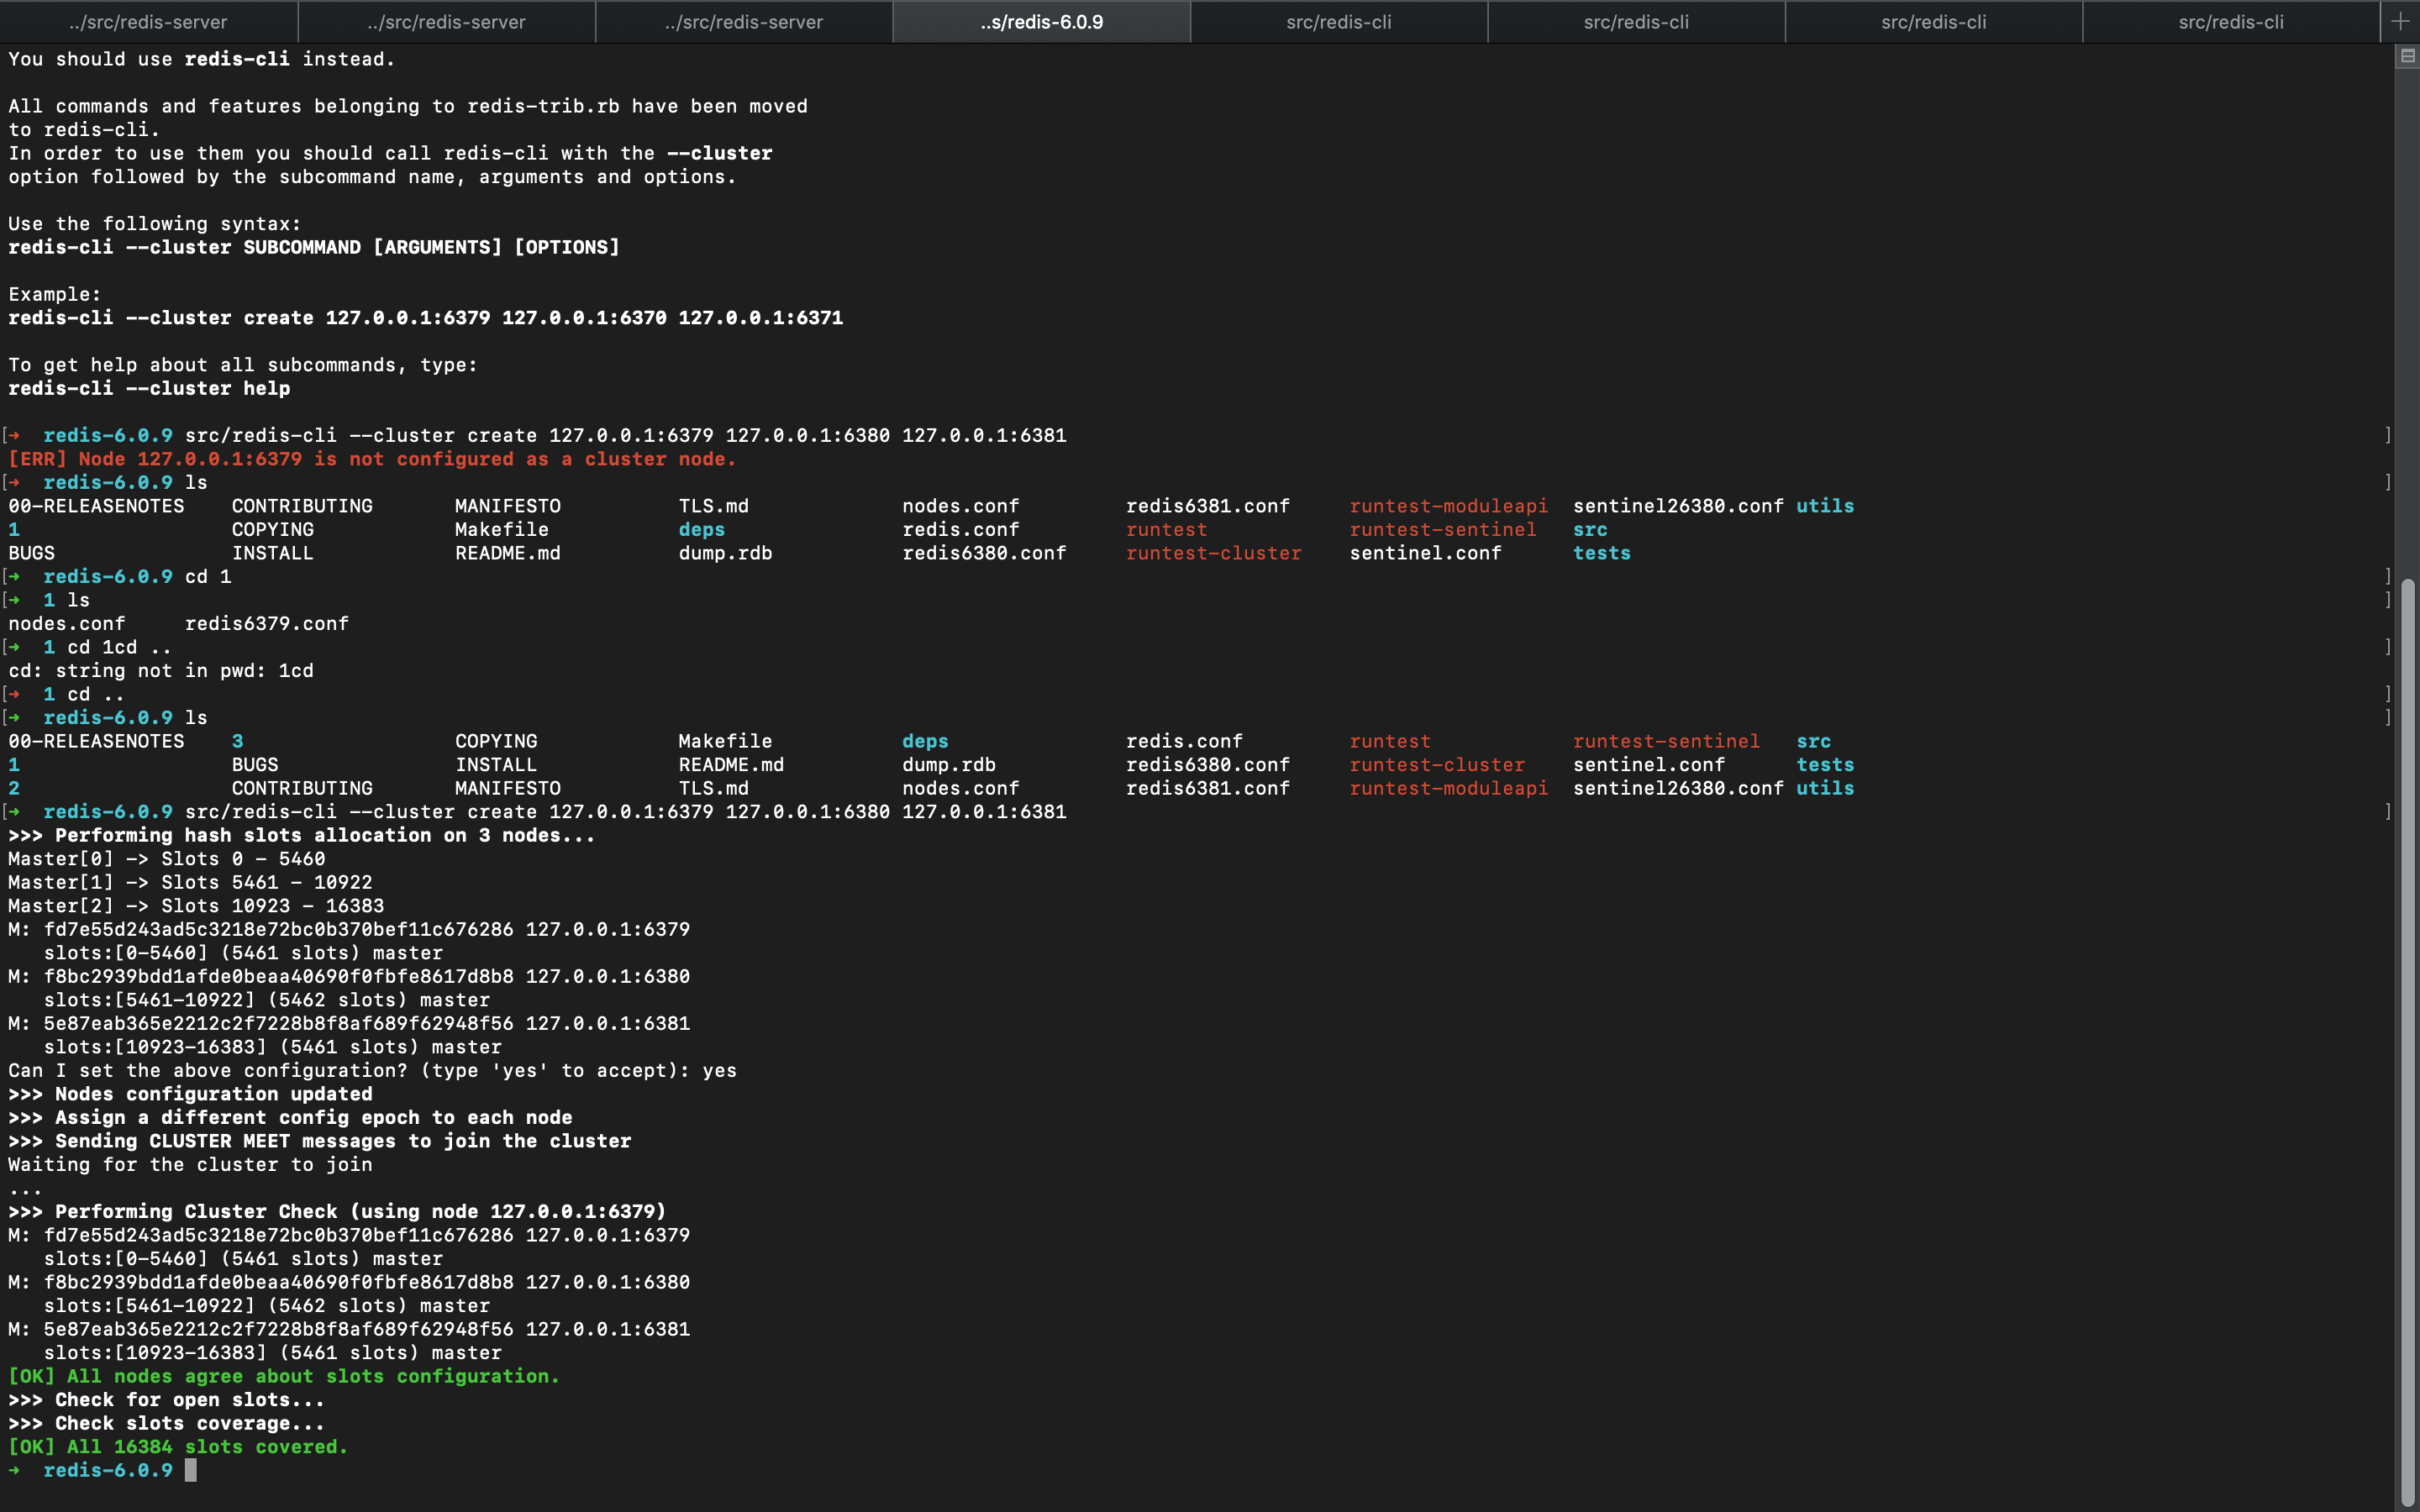 ../src/redis-server ../src/redis-server ../src/redis-server ..s/redis-6.0.9 src/redis-cli src/redis-cli src/redis-cli src/redis-cli +
You should use redis-cli instead.
All commands and features belonging to redis-trib.rb have been moved
to redis-cli.
In order to use them you should call redis-cli with the --cluster
option followed by the subcommand name, arguments and options.
Use the following syntax:
redis-cli --cluster SUBCOMMAND [ARGUMENTS] [OPTIONS]
Example:
redis-cli --cluster create 127.0.0.1:6379 127.0.0.1:6370 127.0.0.1:6371
To get help about all subcommands, type:
redis-cli --cluster help
[➜  redis-6.0.9 src/redis-cli --cluster create 127.0.0.1:6379 127.0.0.1:6380 127.0.0.1:6381 ]
[ERR] Node 127.0.0.1:6379 is not configured as a cluster node.
[➜  redis-6.0.9 ls ]
00-RELEASENOTES CONTRIBUTING MANIFESTO TLS.md nodes.conf redis6381.conf runtest-moduleapi sentinel26380.conf utils
1 COPYING Makefile deps redis.conf runtest runtest-sentinel src
BUGS INSTALL README.md dump.rdb redis6380.conf runtest-cluster sentinel.conf tests
[➜  redis-6.0.9 cd 1 ]
[➜  1 ls ]
nodes.conf redis6379.conf
[➜  1 cd 1cd .. ]
cd: string not in pwd: 1cd
[➜  1 cd .. ]
[➜  redis-6.0.9 ls ]
00-RELEASENOTES 3 COPYING Makefile deps redis.conf runtest runtest-sentinel src
1 BUGS INSTALL README.md dump.rdb redis6380.conf runtest-cluster sentinel.conf tests
2 CONTRIBUTING MANIFESTO TLS.md nodes.conf redis6381.conf runtest-moduleapi sentinel26380.conf utils
[➜  redis-6.0.9 src/redis-cli --cluster create 127.0.0.1:6379 127.0.0.1:6380 127.0.0.1:6381 ]
>>> Performing hash slots allocation on 3 nodes...
Master[0] -> Slots 0 - 5460
Master[1] -> Slots 5461 - 10922
Master[2] -> Slots 10923 - 16383
M: fd7e55d243ad5c3218e72bc0b370bef11c676286 127.0.0.1:6379
slots:[0-5460] (5461 slots) master
M: f8bc2939bdd1afde0beaa40690f0fbfe8617d8b8 127.0.0.1:6380
slots:[5461-10922] (5462 slots) master
M: 5e87eab365e2212c2f7228b8f8af689f62948f56 127.0.0.1:6381
slots:[10923-16383] (5461 slots) master
Can I set the above configuration? (type 'yes' to accept): yes
>>> Nodes configuration updated
>>> Assign a different config epoch to each node
>>> Sending CLUSTER MEET messages to join the cluster
Waiting for the cluster to join
...
>>> Performing Cluster Check (using node 127.0.0.1:6379)
M: fd7e55d243ad5c3218e72bc0b370bef11c676286 127.0.0.1:6379
slots:[0-5460] (5461 slots) master
M: f8bc2939bdd1afde0beaa40690f0fbfe8617d8b8 127.0.0.1:6380
slots:[5461-10922] (5462 slots) master
M: 5e87eab365e2212c2f7228b8f8af689f62948f56 127.0.0.1:6381
slots:[10923-16383] (5461 slots) master
[OK] All nodes agree about slots configuration.
>>> Check for open slots...
>>> Check slots coverage...
[OK] All 16384 slots covered.
➜  redis-6.0.9